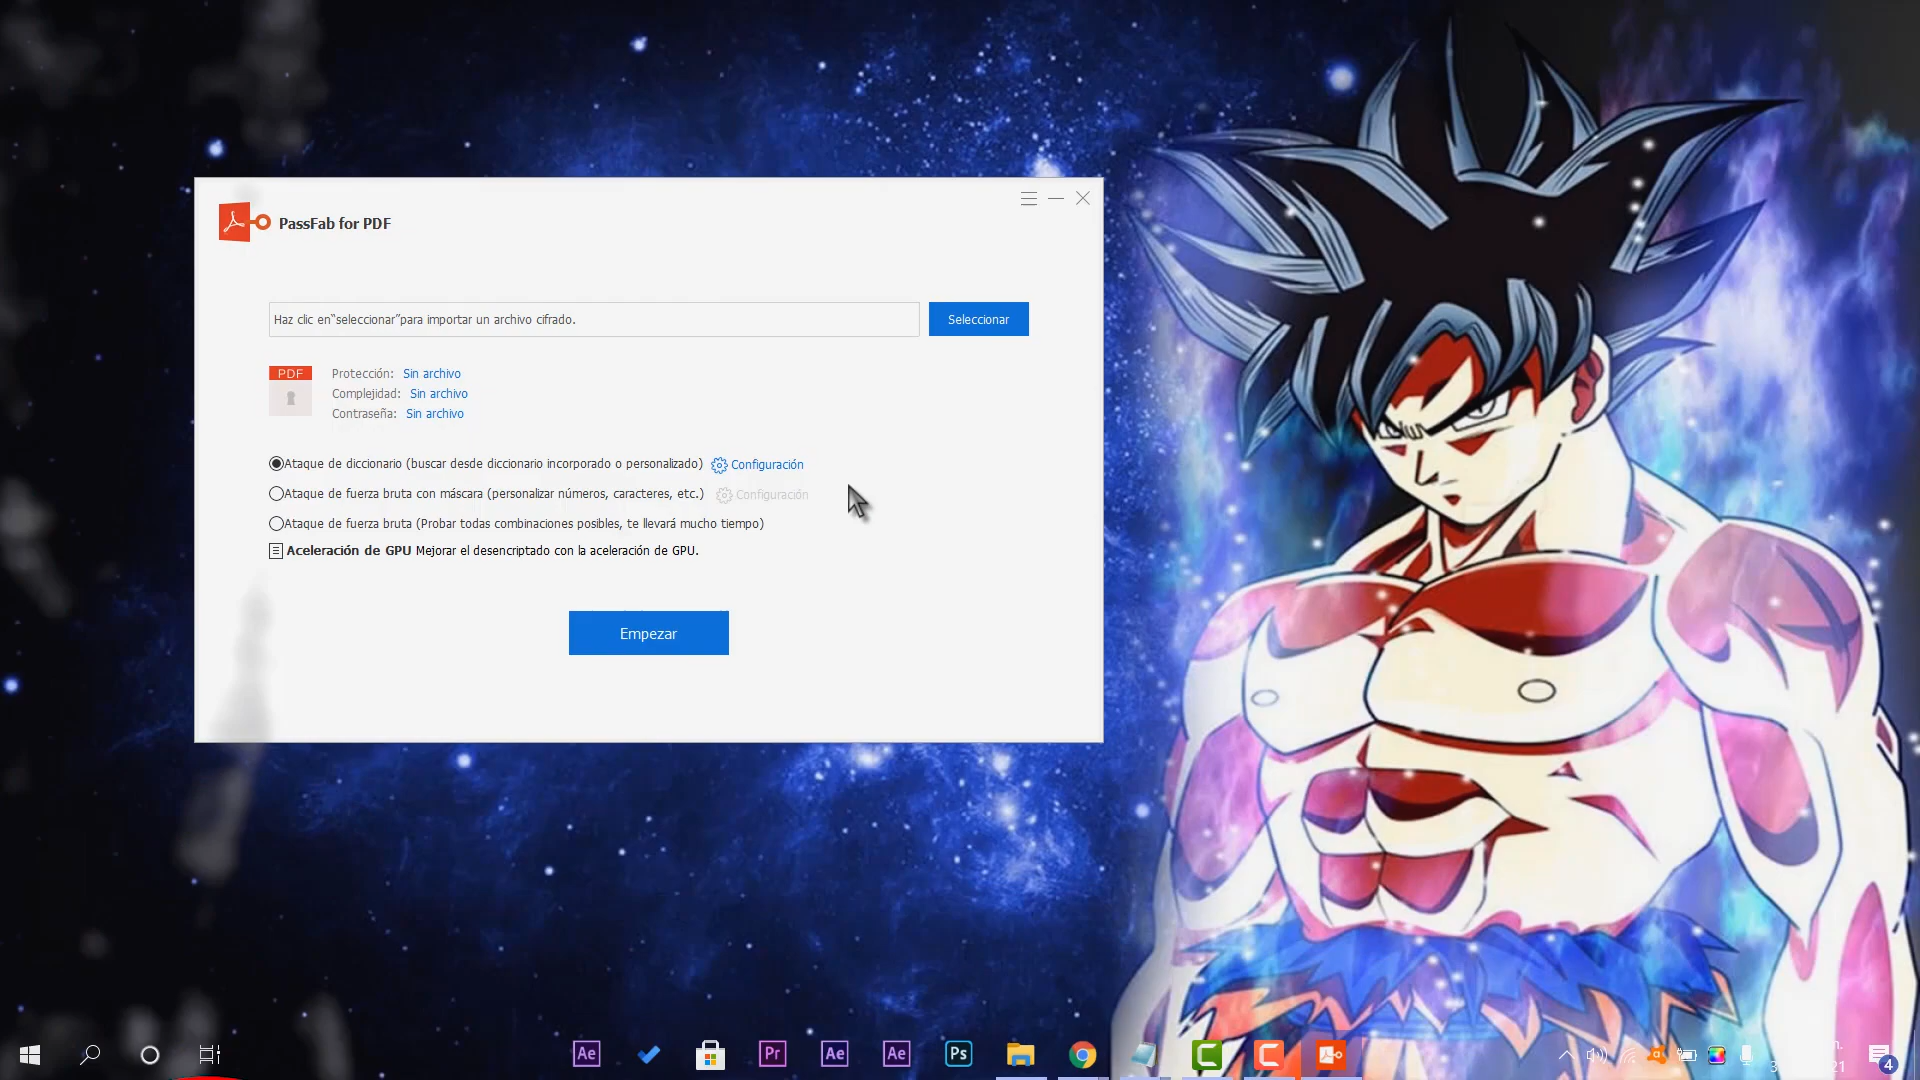 PassFab for PDF
Haz clic en“seleccionar”para importar un archivo cifrado.
Seleccionar
PDF
Protección: Sin archivo
Complejidad: Sin archivo
Contraseña: Sin archivo
Ataque de diccionario (buscar desde diccionario incorporado o personalizado) Configuración
Ataque de fuerza bruta con máscara (personalizar números, caracteres, etc.) Configuración
Ataque de fuerza bruta (Probar todas combinaciones posibles, te llevará mucho tiempo)
Aceleración de GPU Mejorar el desencriptado con la aceleración de GPU.
Empezar
Ae
Pr
Ae
Ae
Ps
4